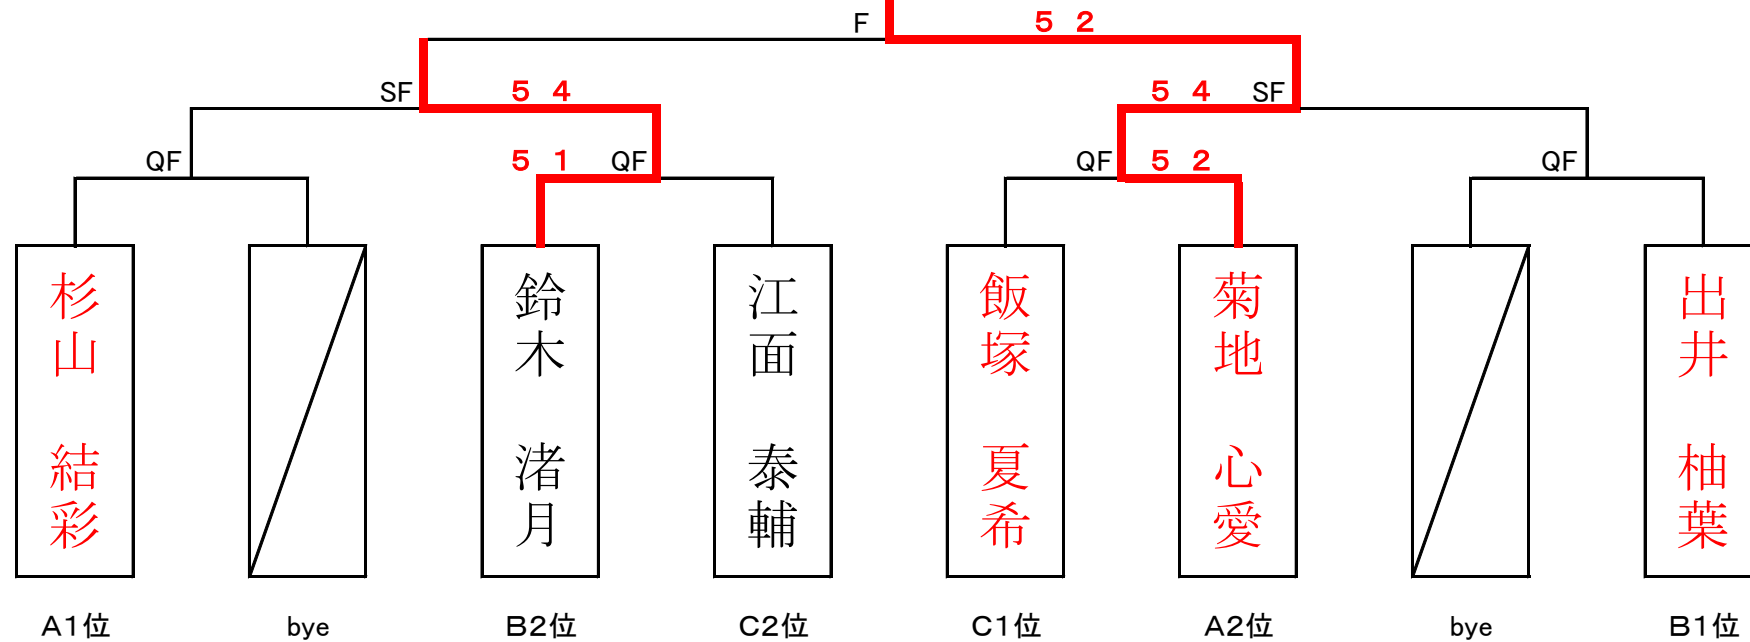 F
５ ２
SF
５ ４
５ ４
SF
QF
５ １
QF
QF
５ ２
QF
杉山 結彩
鈴木 渚月
江面 泰輔
飯塚 夏希
菊地 心愛
出井 柚葉
Ａ１位
bye
Ｂ２位
Ｃ２位
Ｃ１位
Ａ２位
bye
Ｂ１位